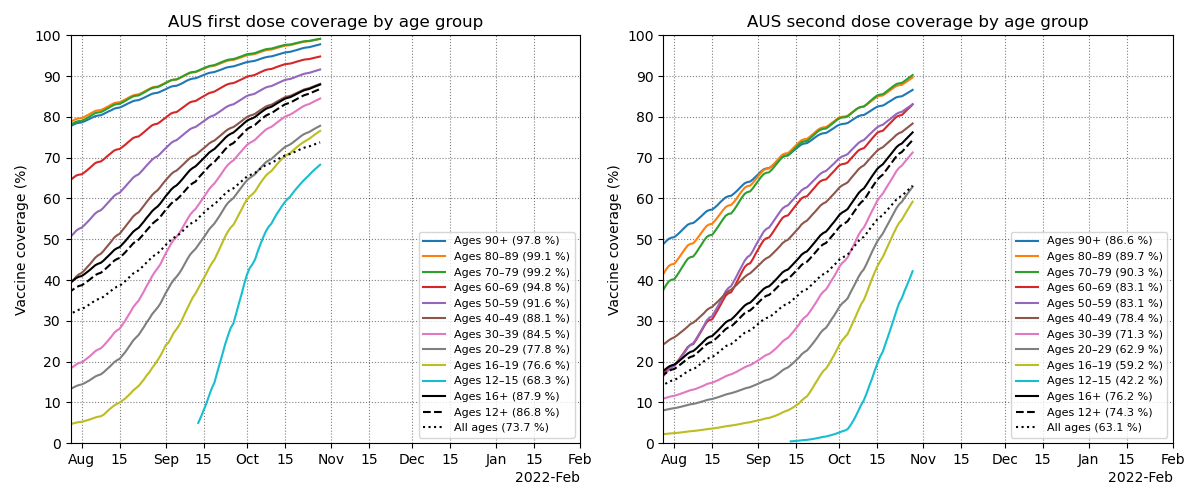 AUS first dose coverage by age group
Vaccine coverage (%)
100
90
80
70
60
50
40
30
20
10
0
Ages 90+ (97.8 %)
Ages 80–89 (99.1 %)
Ages 70–79 (99.2 %)
Ages 60–69 (94.8 %)
Ages 50–59 (91.6 %)
Ages 40–49 (88.1 %)
Ages 30–39 (84.5 %)
Ages 20–29 (77.8 %)
Ages 16–19 (76.6 %)
Ages 12–15 (68.3 %)
Ages 16+ (87.9 %)
Ages 12+ (86.8 %)
All ages (73.7 %)
Aug 15 Sep 15 Oct 15 Nov 15 Dec 15 Jan 15 Feb
2022-Feb
AUS second dose coverage by age group
Vaccine coverage (%)
100
90
80
70
60
50
40
30
20
10
0
Ages 90+ (86.6 %)
Ages 80–89 (89.7 %)
Ages 70–79 (90.3 %)
Ages 60–69 (83.1 %)
Ages 50–59 (83.1 %)
Ages 40–49 (78.4 %)
Ages 30–39 (71.3 %)
Ages 20–29 (62.9 %)
Ages 16–19 (59.2 %)
Ages 12–15 (42.2 %)
Ages 16+ (76.2 %)
Ages 12+ (74.3 %)
All ages (63.1 %)
Aug 15 Sep 15 Oct 15 Nov 15 Dec 15 Jan 15 Feb
2022-Feb